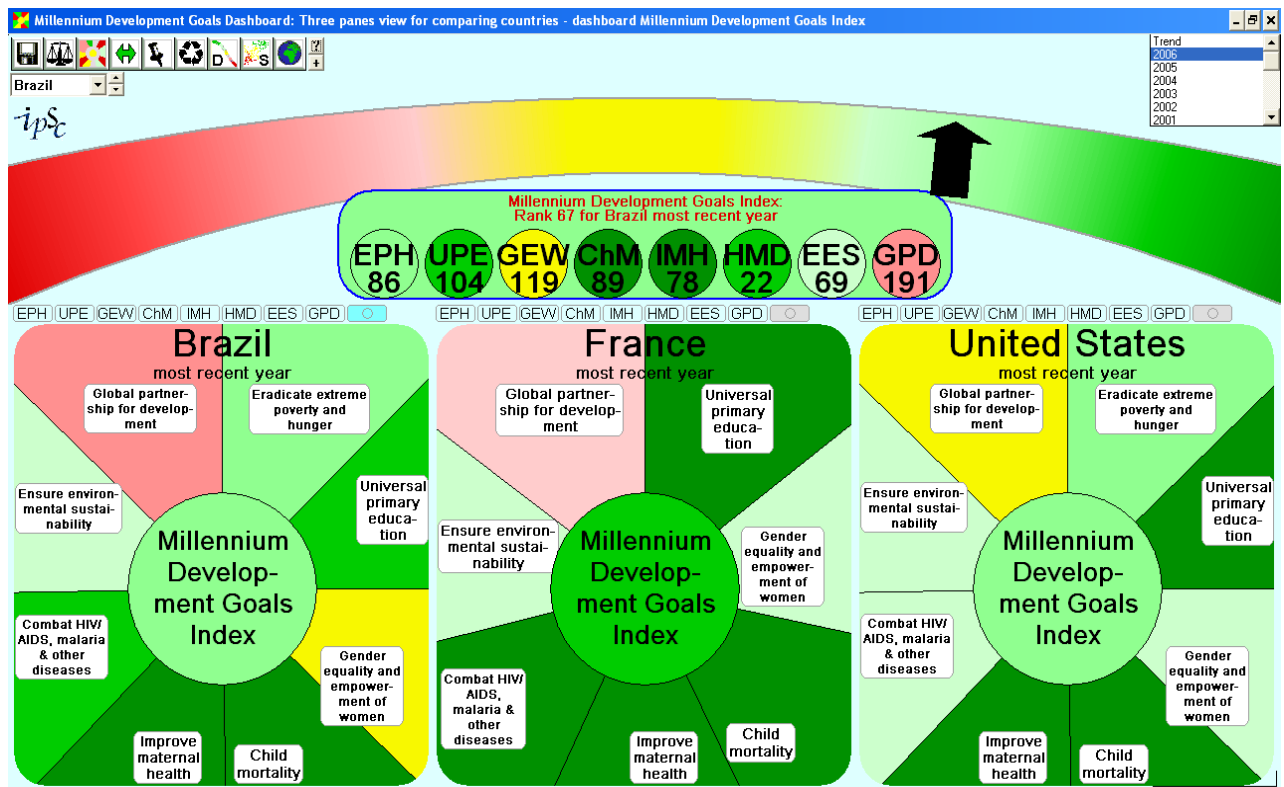 Millennium Development Goals Dashboard: Three panes view for comparing countries - dashboard Millennium Development Goals Index
D
S
?
+
Brazil
Trend
2006
2005
2004
2003
2002
2001
ipsc
Millennium Development Goals Index:
Rank 67 for Brazil most recent year
EPH UPE GEW ChM IMH HMD EES GPD
86 104 119 89 78 22 69 191
EPH UPE GEW ChM IMH HMD EES GPD
Brazil
most recent year
Global partner-
ship for develop-
ment
Eradicate extreme
poverty and
hunger
Universal
primary
educa-
tion
Ensure environ-
mental sustai-
nability
Millennium
Develop-
ment Goals
Index
Combat HIV/
AIDS, malaria
& other
diseases
Gender
equality and
empower-
ment of
women
Improve
maternal
health
Child
mortality
EPH UPE GEW ChM IMH HMD EES GPD
France
most recent year
Global partner-
ship for develop-
ment
Universal
primary
educa-
tion
Ensure environ-
mental sustai-
nability
Gender
equality and
empower-
ment of
women
Millennium
Develop-
ment Goals
Index
Combat HIV/
AIDS,
malaria &
other
diseases
Improve
maternal
health
Child
mortality
EPH UPE GEW ChM IMH HMD EES GPD
United States
most recent year
Global partner-
ship for develop-
ment
Eradicate extreme
poverty and
hunger
Universal
primary
educa-
tion
Ensure environ-
mental sustai-
nability
Millennium
Develop-
ment Goals
Index
Combat HIV/
AIDS, malaria
& other
diseases
Gender
equality and
empower-
ment of
women
Improve
maternal
health
Child
mortality